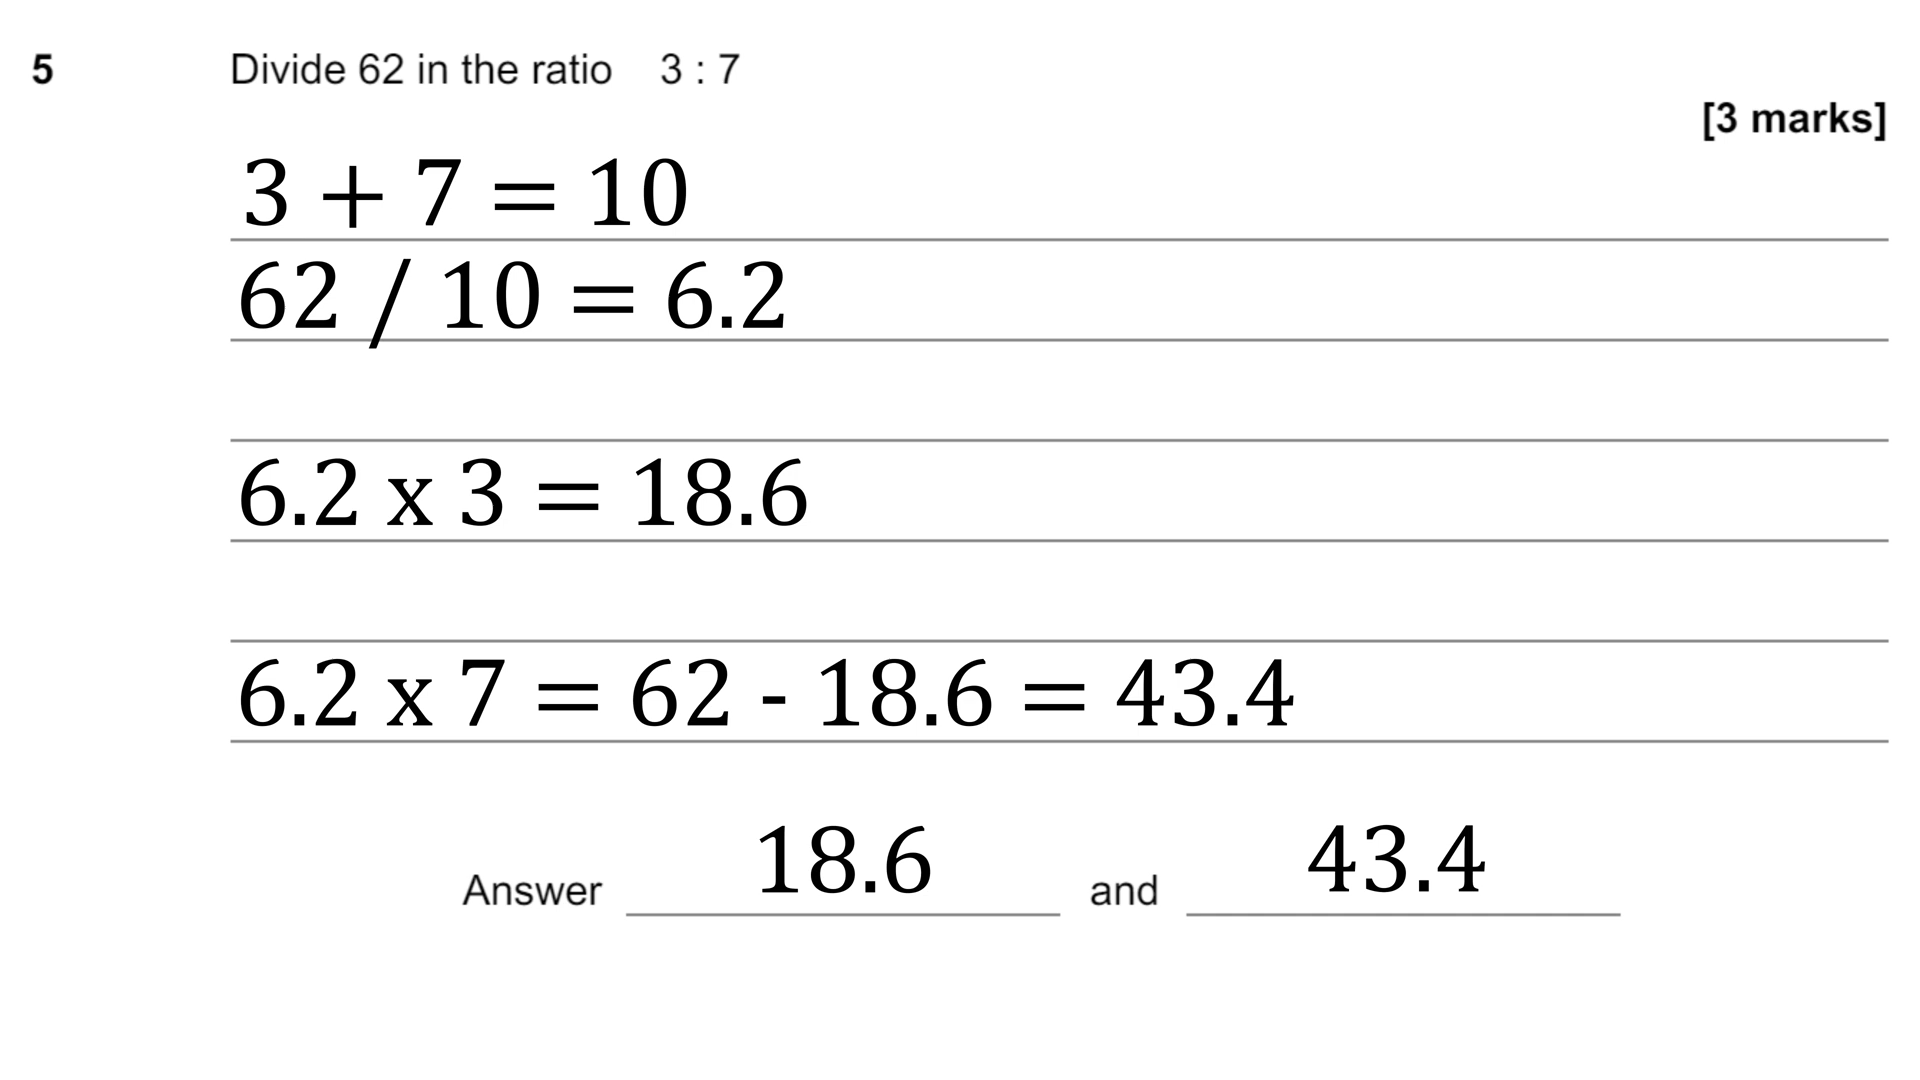 5 Divide 62 in the ratio 3 : 7
[3 marks]
3 + 7 = 10
62 / 10 = 6.2
6.2 x 3 = 18.6
6.2 x 7 = 62 - 18.6 = 43.4
Answer 18.6 and 43.4